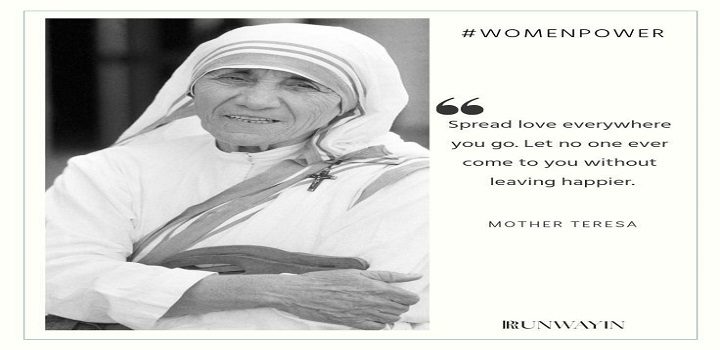 #WOMENPOWER
“
Spread love everywhere
you go. Let no one ever
come to you without
leaving happier.
MOTHER TERESA
RUNWAYIN